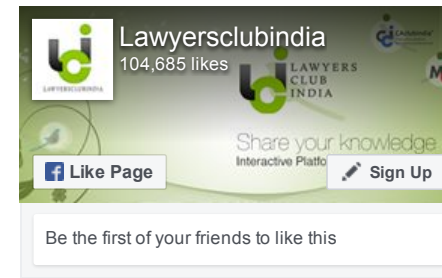 Lawyersclubindia
104,685 likes
LAWYERSCLUBINDIA
LAWYERS
CLUB
INDIA
Share your knowledge
Interactive Platfo
Like Page
Sign Up
Be the first of your friends to like this